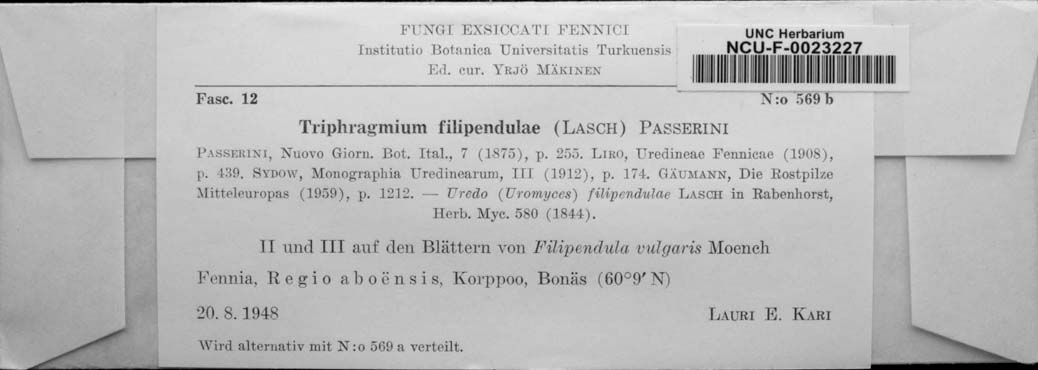 FUNGI EXSICCATI FENNICI
Institutio Botanica Universitatis Turkuensis
Ed. cur. YRJÖ MÄKINEN
UNC Herbarium
NCU-F-0023227
Fasc. 12 N:o 569 b
Triphragmium filipendulae (LASCH) PASSERINI
PASSERINI, Nuovo Giorn. Bot. Ital., 7 (1875), p. 255. LIRO, Uredineae Fennicae (1908),
p. 439. SYDOW, Monographia Uredinearum, III (1912), p. 174. GÄUMANN, Die Rostpilze
Mitteleuropas (1959), p. 1212. — Uredo (Uromyces) filipendulae LASCH in Rabenhorst,
Herb. Myc. 580 (1844).
II und III auf den Blättern von Filipendula vulgaris Moench
Fennia, Regio aboënsis, Korppoo, Bonäs (60°9′ N)
20. 8. 1948 LAURI E. KARI
Wird alternativ mit N:o 569 a verteilt.